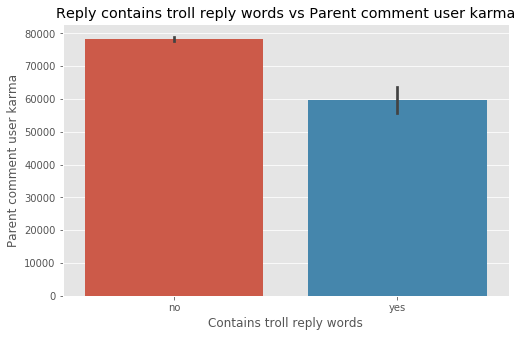 Reply contains troll reply words vs Parent comment user karma
Parent comment user karma
80000
70000
60000
50000
40000
30000
20000
10000
0
no
yes
Contains troll reply words